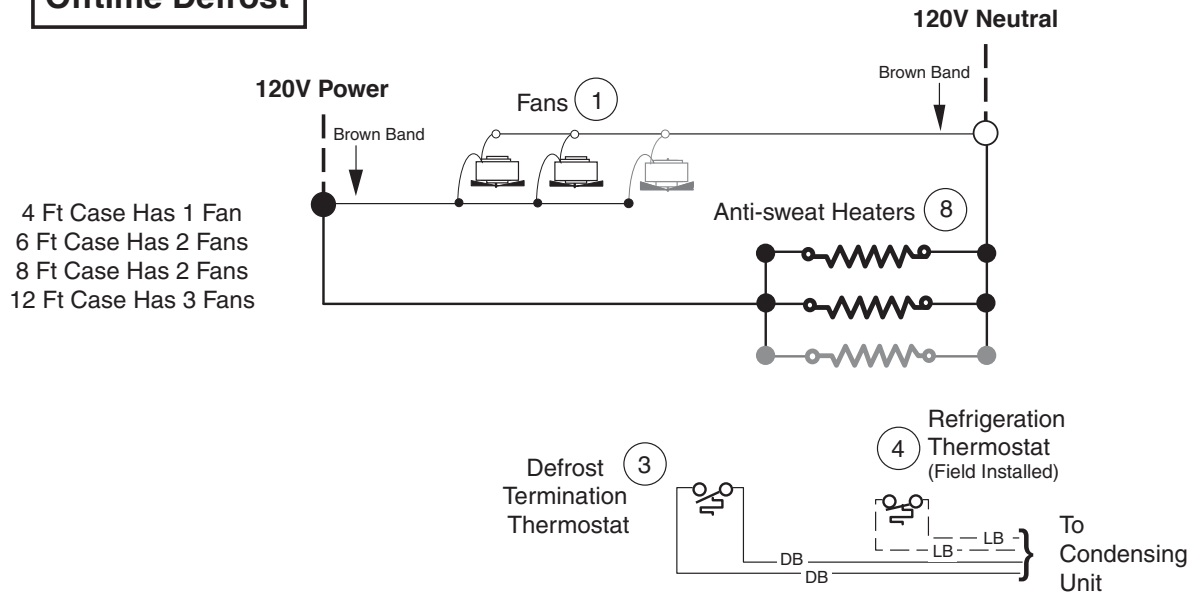 Offtime Defrost
120V Neutral
120V Power
Brown Band
Fans 1
Brown Band
4 Ft Case Has 1 Fan
6 Ft Case Has 2 Fans
8 Ft Case Has 2 Fans
12 Ft Case Has 3 Fans
Anti-sweat Heaters 8
Defrost
Termination
Thermostat
3
4
Refrigeration
Thermostat
(Field Installed)
LB
LB
DB
DB
To
Condensing
Unit